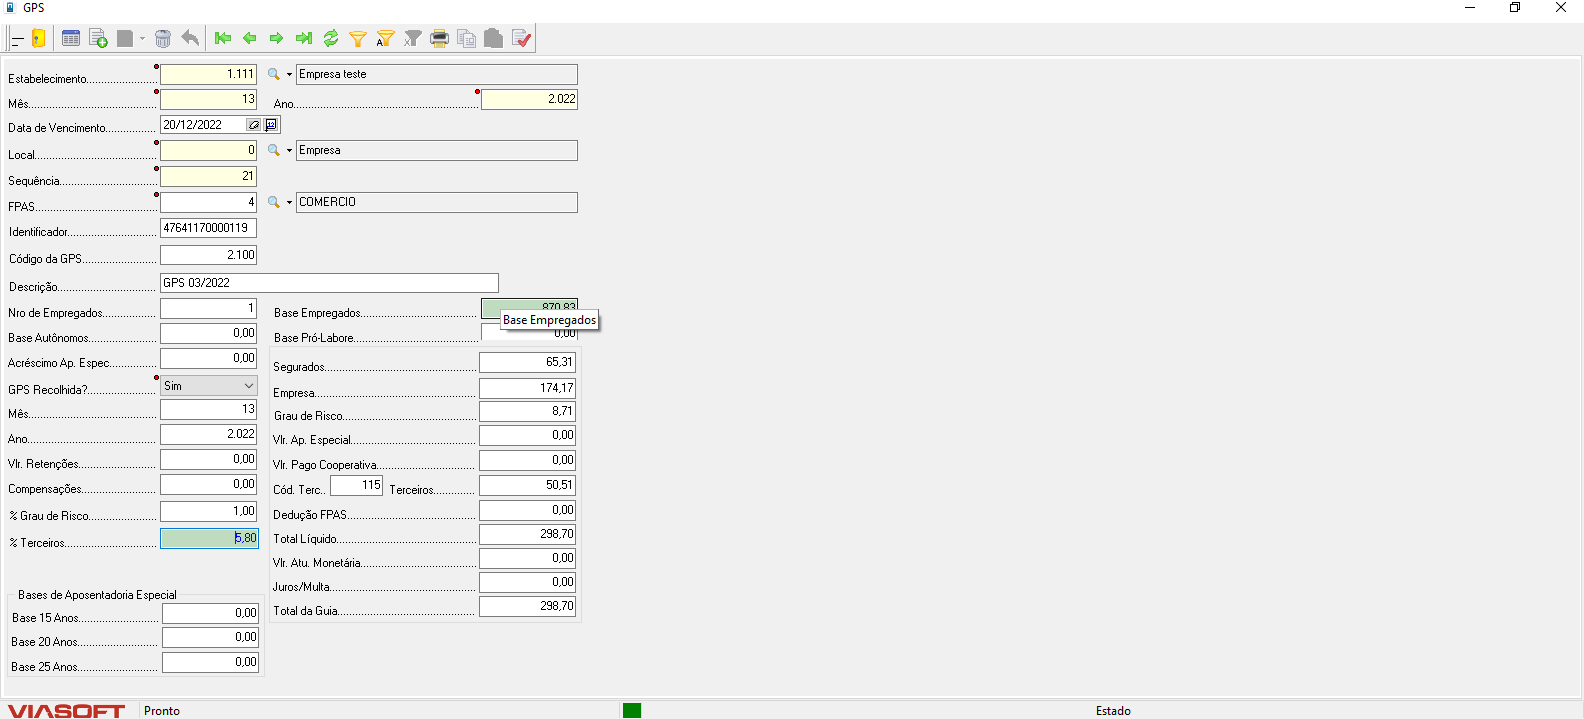 GPS
Estabelecimento 1.111 Empresa teste
Mês 13 Ano 2.022
Data de Vencimento 20/12/2022
Local 0 Empresa
Sequência 21
FPAS 4 COMERCIO
Identificador 47641170000119
Código da GPS 2.100
Descrição GPS 03/2022
Nro de Empregados 1 Base Empregados 870,83
Base Empregados
Base Autônomos 0,00 Base Pró-Labore 0,00
Acréscimo Ap. Espec. 0,00 Segurados 65,31
GPS Recolhida? Sim Empresa 174,17
Mês 13 Grau de Risco 8,71
Ano 2.022 Vlr. Ap. Especial 0,00
Vlr. Retenções 0,00 Vlr. Pago Cooperativa 0,00
Compensações 0,00 Cód. Terc.. 115 Terceiros 50,51
% Grau de Risco 1,00 Dedução FPAS 0,00
% Terceiros 5,80 Total Líquido 298,70
Vlr. Atu. Monetária 0,00
Juros/Multa 0,00
Total da Guia 298,70
Bases de Aposentadoria Especial
Base 15 Anos 0,00
Base 20 Anos 0,00
Base 25 Anos 0,00
VIASOFT Pronto Estado